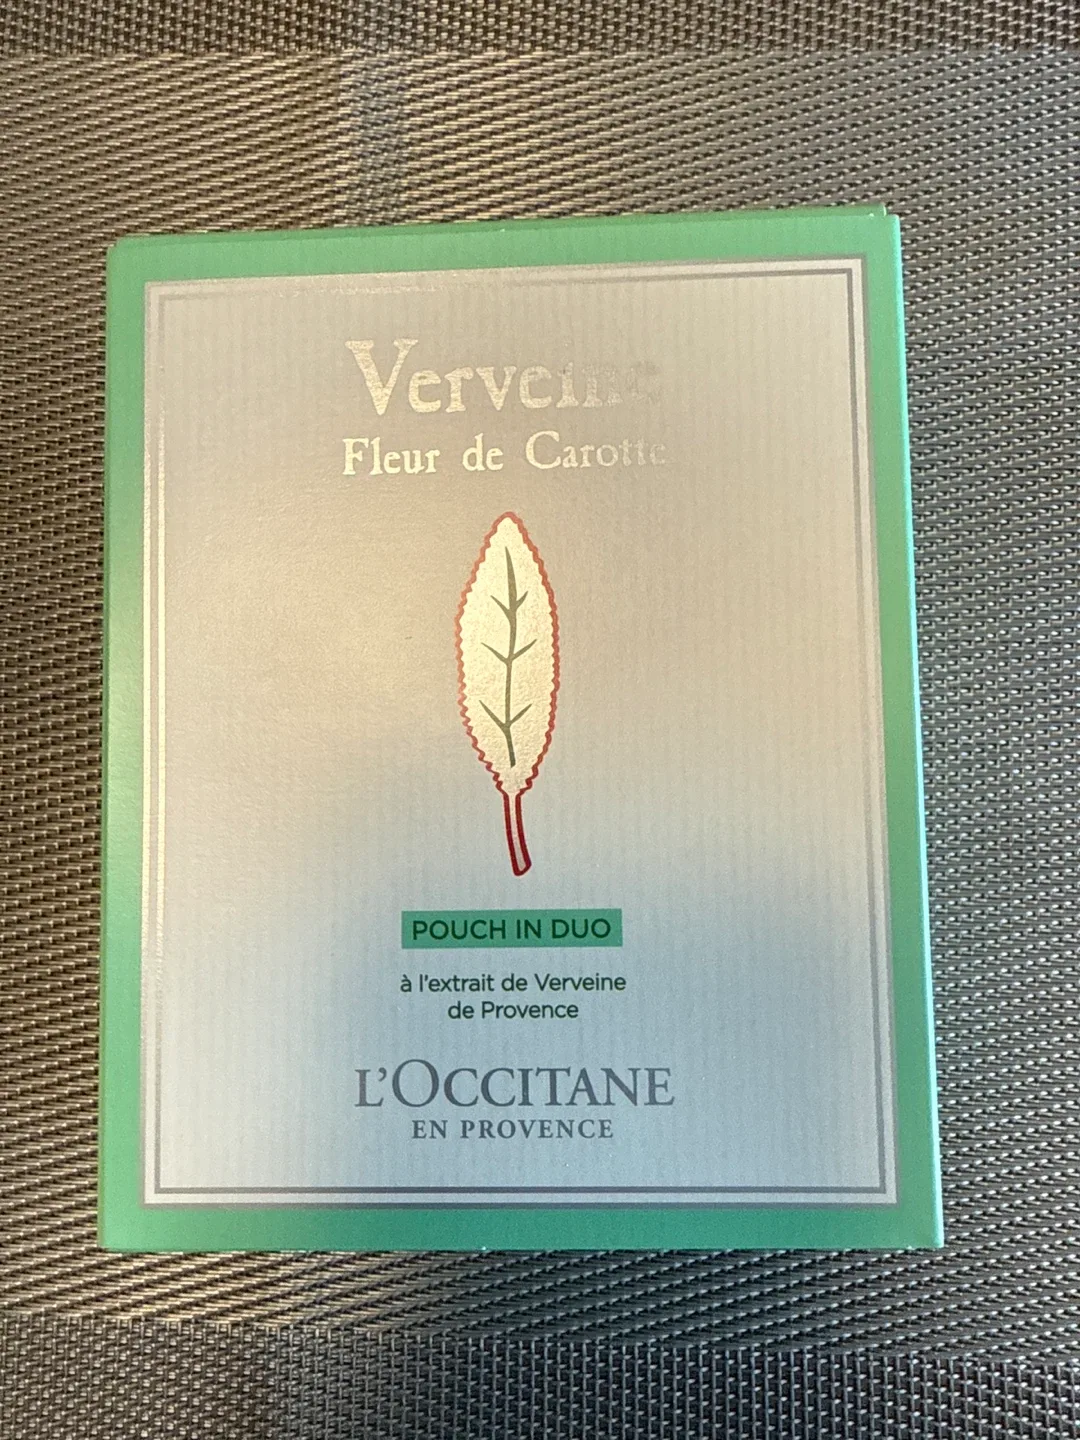 Verveine
Fleur de Carotte
POUCH IN DUO
à l'extrait de Verveine
de Provence
L'OCCITANE
EN PROVENCE